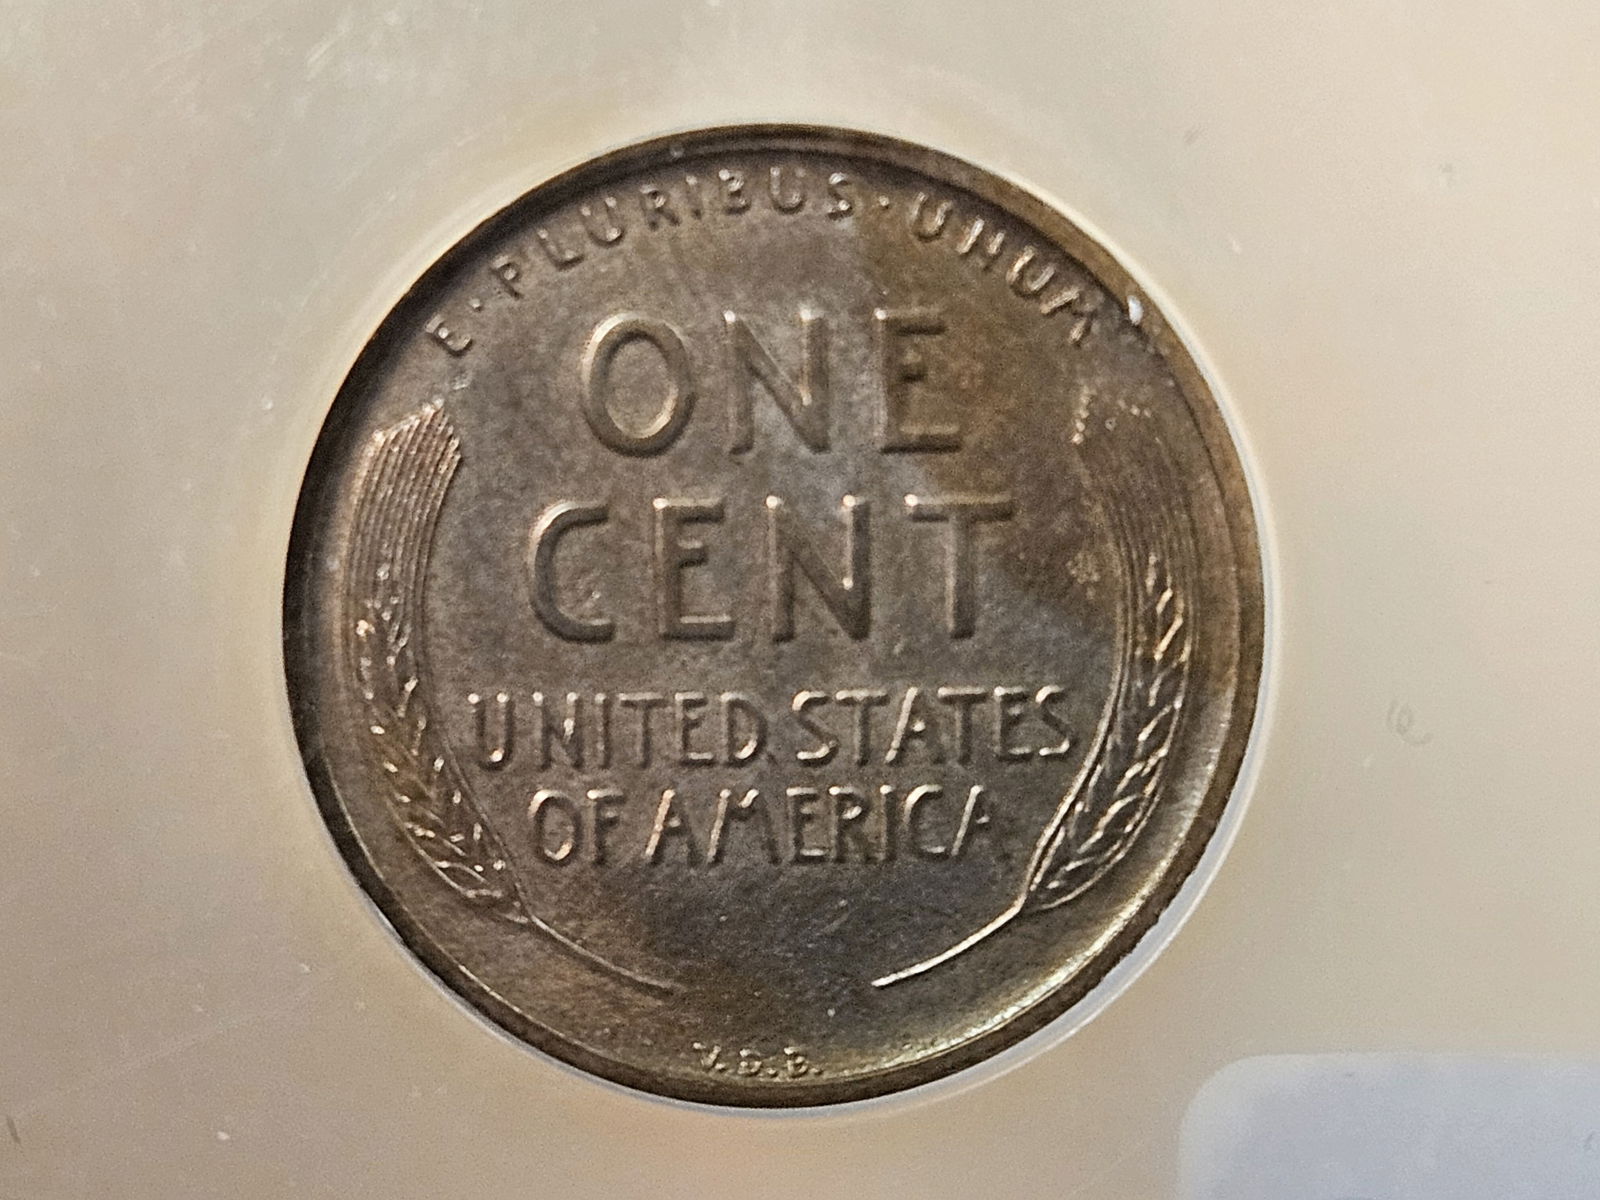 E·PLURIBUS·UNUM
ONE
CENT
UNITED STATES
OF AMERICA
V.D.B.